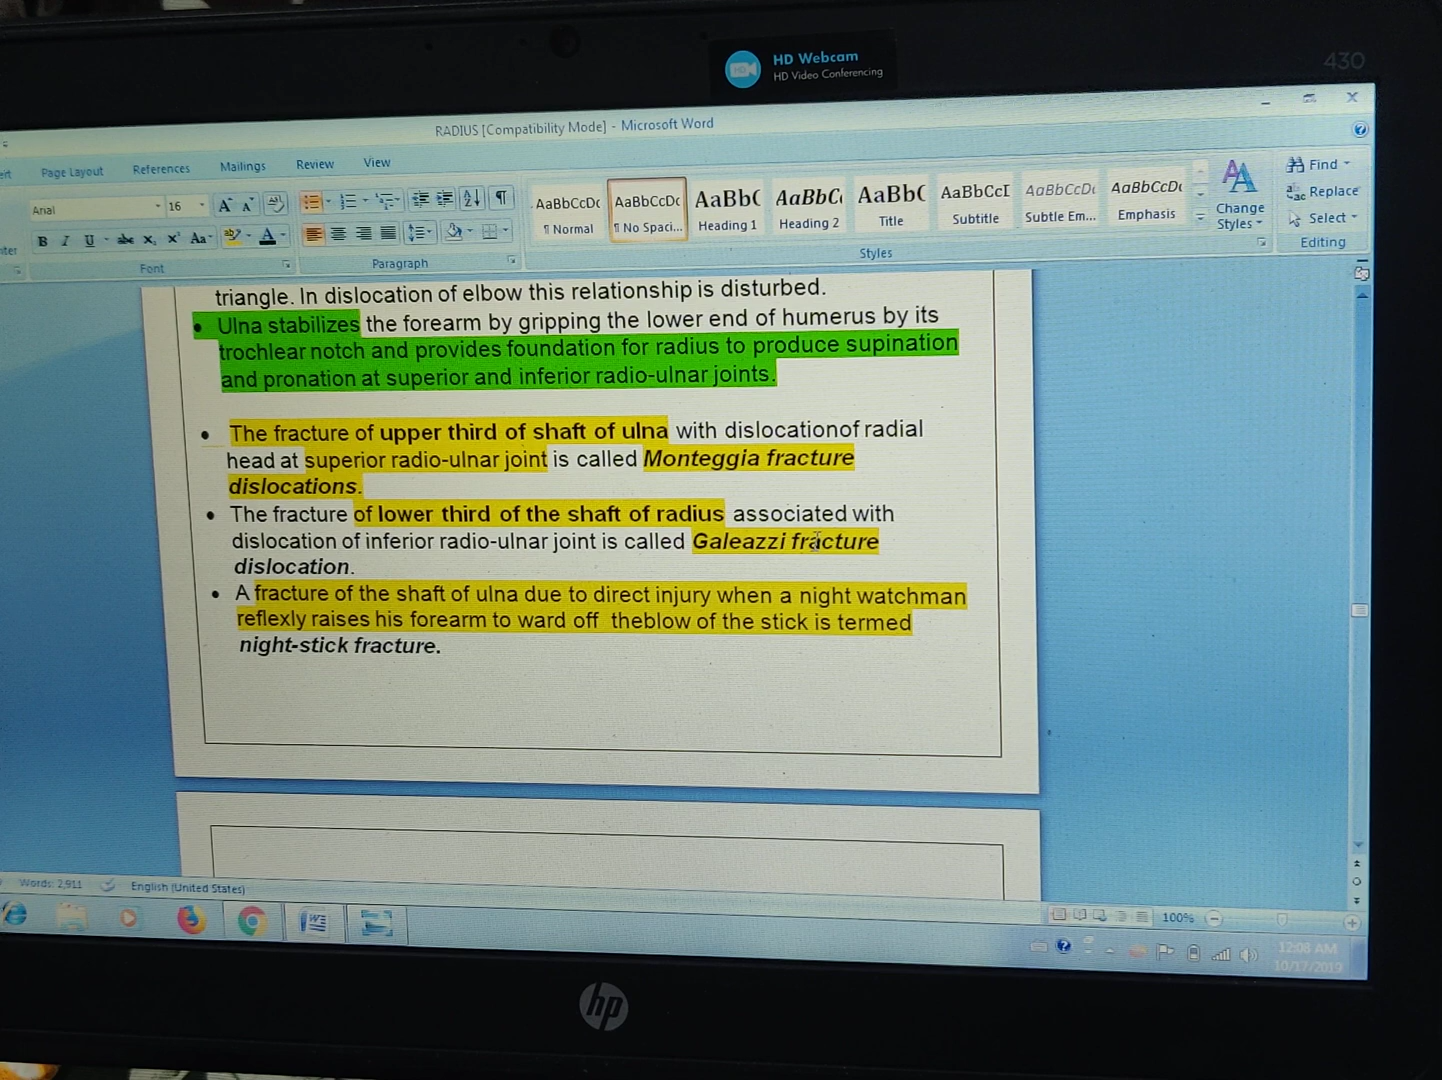 HD Webcam
HD Video Conferencing
430
RADIUS [Compatibility Mode] - Microsoft Word
Page Layout References Mailings Review View
Arial 16
Find
Replace
Select
Editing
AaBbCcDc AaBbCcDc AaBbC AaBbC AaBbC AaBbCcI AaBbCcDc AaBbCcDc
¶ Normal ¶ No Spaci... Heading 1 Heading 2 Title Subtitle Subtle Em... Emphasis
Change
Styles
Font Paragraph Styles
triangle. In dislocation of elbow this relationship is disturbed.
• Ulna stabilizes the forearm by gripping the lower end of humerus by its
trochlear notch and provides foundation for radius to produce supination
and pronation at superior and inferior radio-ulnar joints.
• The fracture of upper third of shaft of ulna with dislocationof radial
head at superior radio-ulnar joint is called Monteggia fracture
dislocations.
• The fracture of lower third of the shaft of radius associated with
dislocation of inferior radio-ulnar joint is called Galeazzi fracture
dislocation.
• A fracture of the shaft of ulna due to direct injury when a night watchman
reflexly raises his forearm to ward off theblow of the stick is termed
night-stick fracture.
Words: 2,911 English (United States)
100%
12:08 AM
10/17/2019
hp